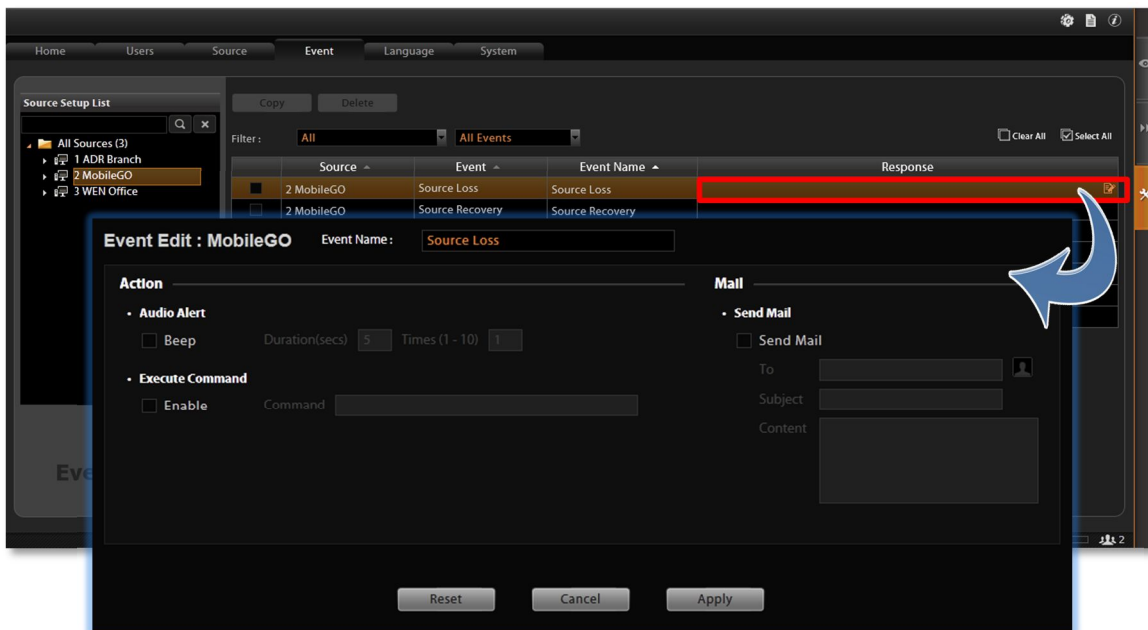 Home Users Source Event Language System
Source Setup List
Copy Delete
Filter : All All Events Clear All Select All
All Sources (3)
1 ADR Branch
2 MobileGO
3 WEN Office
Source Event Event Name Response
2 MobileGO Source Loss Source Loss
2 MobileGO Source Recovery Source Recovery
Event Edit : MobileGO Event Name : Source Loss
Action
Mail
• Audio Alert
Beep Duration(secs) 5 Times (1 - 10) 1
• Execute Command
Enable Command
• Send Mail
Send Mail
To
Subject
Content
Eve
2
Reset Cancel Apply